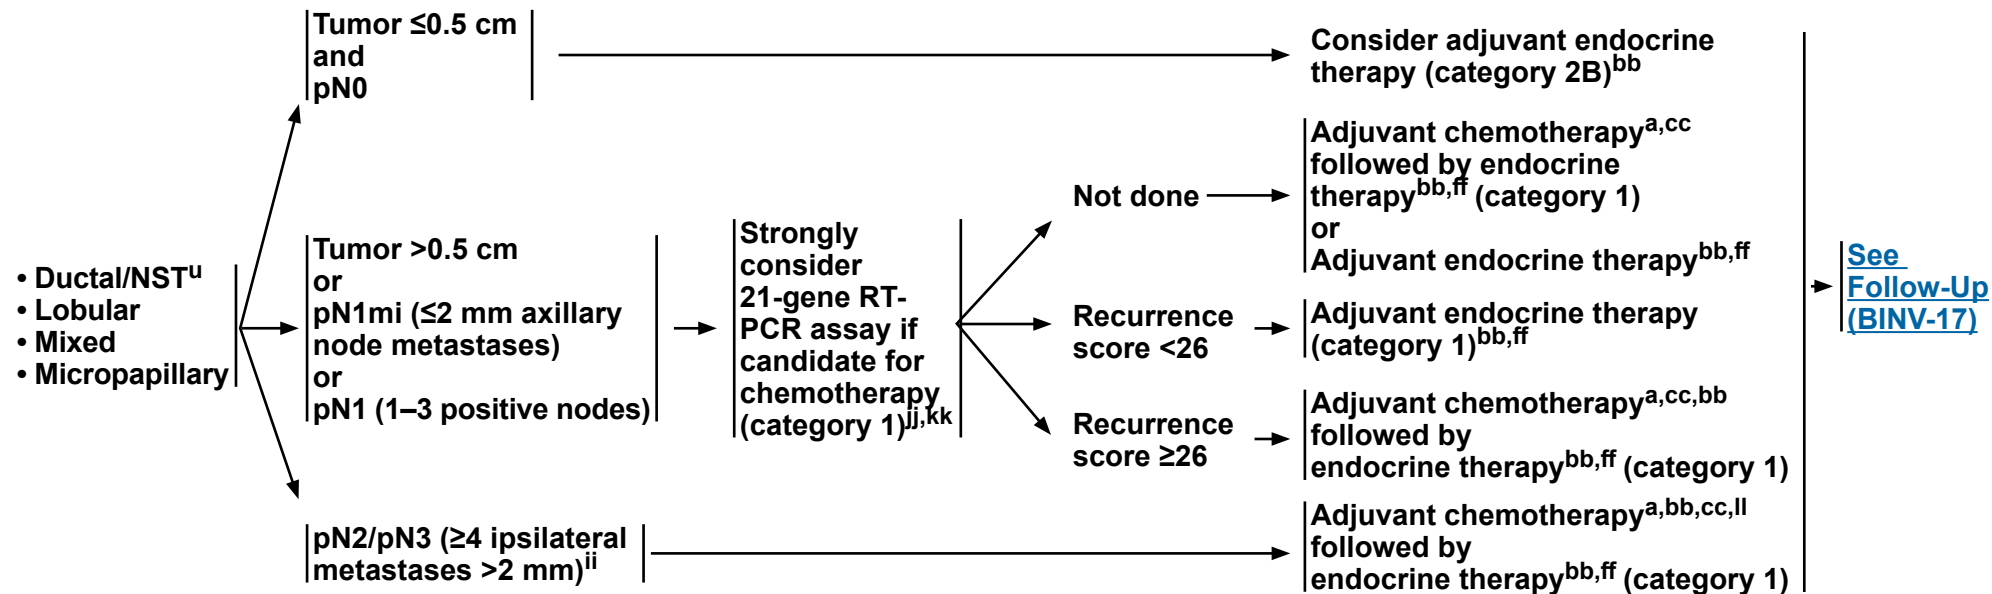 • Ductal/NSTu
• Lobular
• Mixed
• Micropapillary
Tumor ≤0.5 cm
and
pN0
Tumor >0.5 cm
or
pN1mi (≤2 mm axillary
node metastases)
or
pN1 (1–3 positive nodes)
pN2/pN3 (≥4 ipsilateral
metastases >2 mm)ii
Strongly
consider
21-gene RT-
PCR assay if
candidate for
chemotherapy
(category 1)jj,kk
Not done
Recurrence
score <26
Recurrence
score ≥26
Consider adjuvant endocrine
therapy (category 2B)bb
Adjuvant chemotherapya,cc
followed by endocrine
therapybb,ff (category 1)
or
Adjuvant endocrine therapybb,ff
Adjuvant endocrine therapy
(category 1)bb,ff
Adjuvant chemotherapya,cc,bb
followed by
endocrine therapybb,ff (category 1)
Adjuvant chemotherapya,bb,cc,ll
followed by
endocrine therapybb,ff (category 1)
See
Follow-Up
(BINV-17)